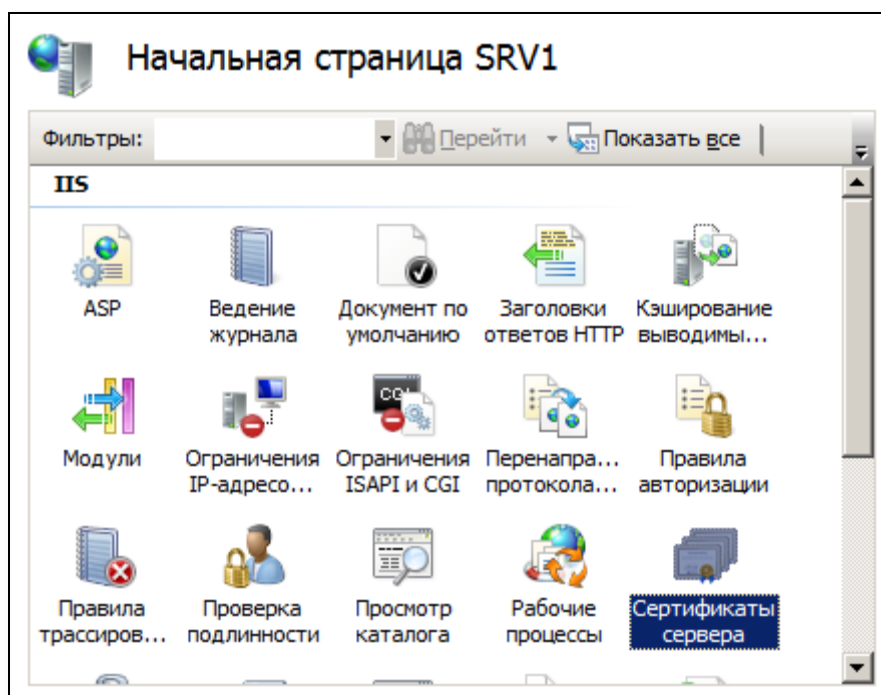 Начальная страница SRV1
Фильтры:
Перейти
Показать все
IIS
ASP
Ведение
журнала
Документ по
умолчанию
Заголовки
ответов HTTP
Кэширование
выводимы...
Модули
Ограничения
IP-адресо...
Ограничения
ISAPI и CGI
Перенапра...
протокола...
Правила
авторизации
Правила
трассиров...
Проверка
подлинности
Просмотр
каталога
Рабочие
процессы
Сертификаты
сервера